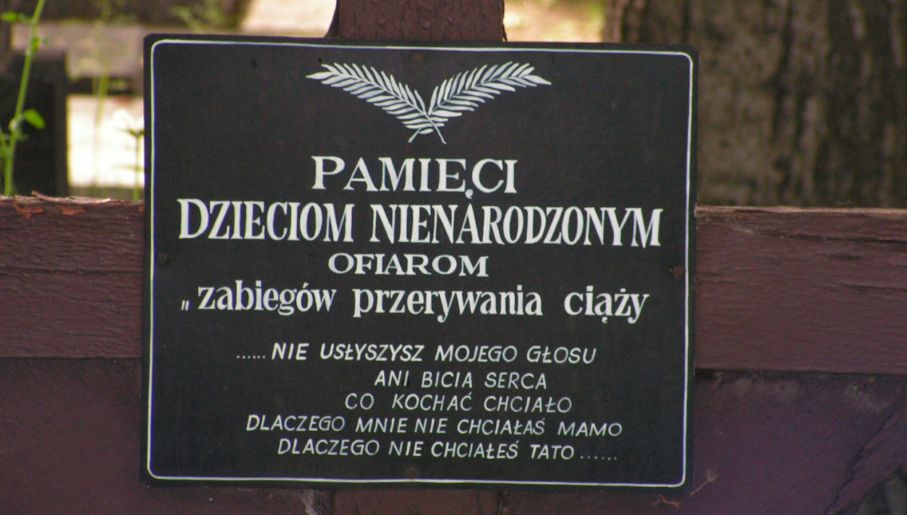 PAMIĘCI
DZIECIOM NIENARODZONYM
OFIAROM
„zabiegów przerywania ciąży
......NIE USŁYSZYSZ MOJEGO GŁOSU
ANI BICIA SERCA
CO KOCHAĆ CHCIAŁO
DLACZEGO MNIE NIE CHCIAŁAŚ MAMO
DLACZEGO NIE CHCIAŁEŚ TATO......